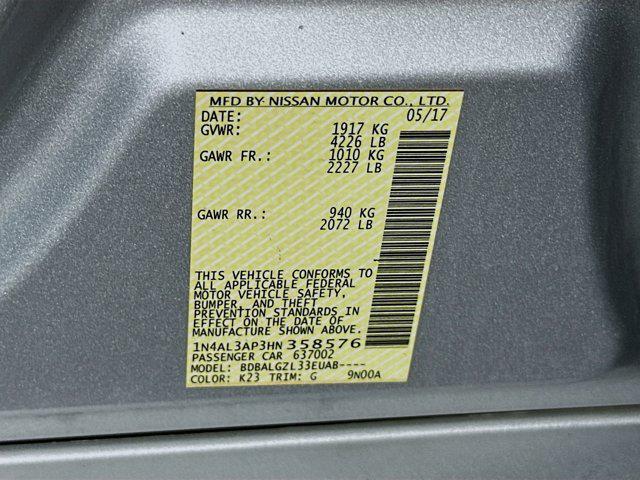 MFD BY NISSAN MOTOR CO., LTD.
DATE: 05/17
GVWR: 1917 KG
4226 LB
GAWR FR.: 1010 KG
2227 LB
GAWR RR.: 940 KG
2072 LB
THIS VEHICLE CONFORMS TO
ALL APPLICABLE FEDERAL
MOTOR VEHICLE SAFETY,
BUMPER, AND THEFT
PREVENTION STANDARDS IN
EFFECT ON THE DATE OF
MANUFACTURE SHOWN ABOVE.
1N4AL3AP3HN 358576
PASSENGER CAR 637002
MODEL: BDBALGZL33EUAB----
COLOR: K23 TRIM: G 9N00A